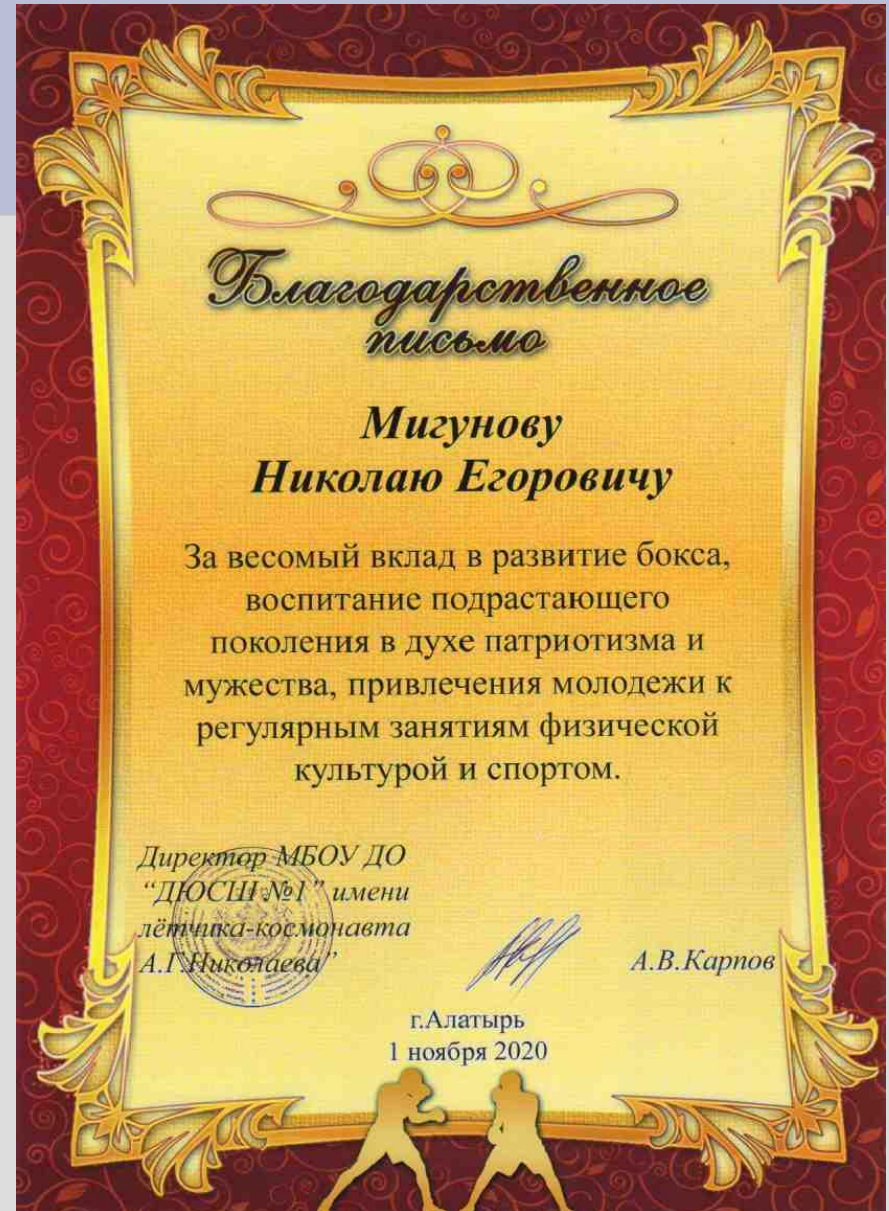 Благодарственное
письмо
Мигунову
Николаю Егоровичу
За весомый вклад в развитие бокса,
воспитание подрастающего
поколения в духе патриотизма и
мужества, привлечения молодежи к
регулярным занятиям физической
культурой и спортом.
Директор МБОУ ДО
“ДЮСШ №1” имени
лётчика-космонавта
А.Г.Николаева”
А.В.Карпов
г.Алатырь
1 ноября 2020